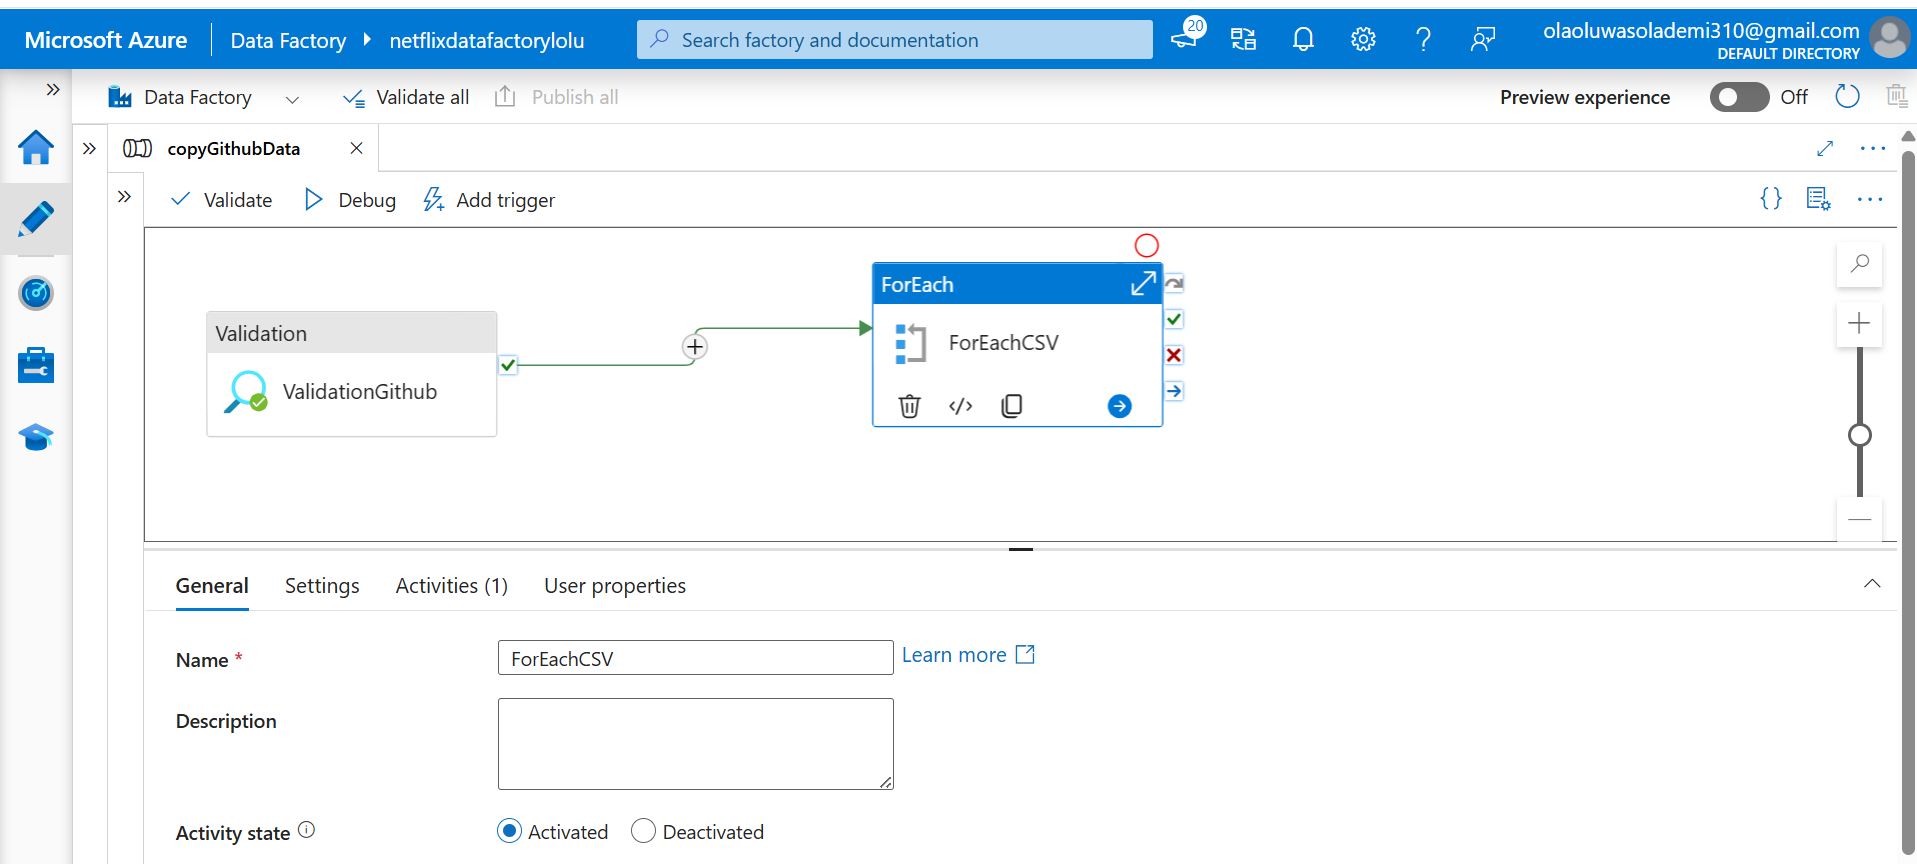 Microsoft Azure
Data Factory
netflixdatafactorylolu
Search factory and documentation
20
olaoluwasolademi310@gmail.com
DEFAULT DIRECTORY
Data Factory
Validate all
Publish all
Preview experience
Off
copyGithubData
Validate
Debug
Add trigger
Validation
ValidationGithub
ForEach
ForEachCSV
General
Settings
Activities (1)
User properties
Name *
ForEachCSV
Learn more
Description
Activity state
Activated
Deactivated